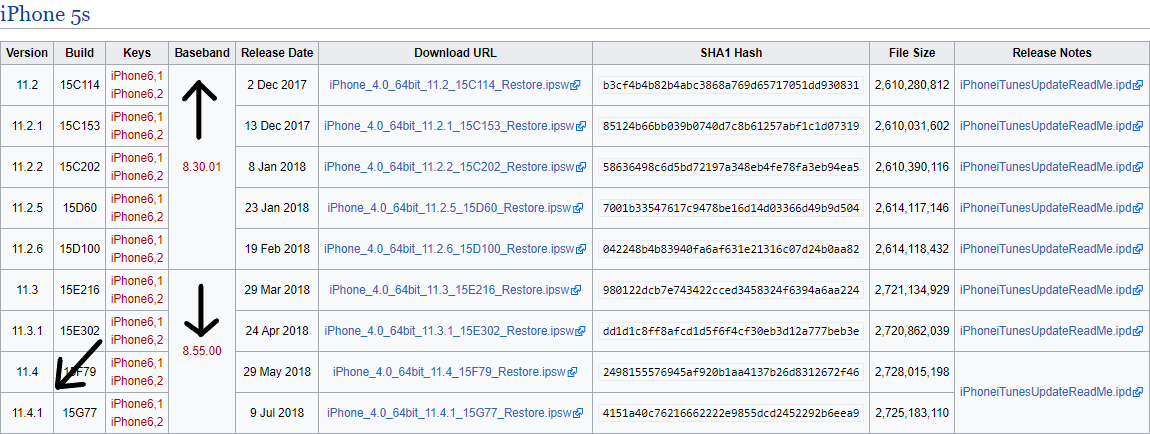 iPhone 5s
Version Build Keys Baseband Release Date Download URL SHA1 Hash File Size Release Notes
11.2 15C114 iPhone6,1 iPhone6,2 8.30.01 2 Dec 2017 iPhone_4.0_64bit_11.2_15C114_Restore.ipsw b3cf4b4b82b4abc3868a769d65717051dd930831 2,610,280,812 iPhoneiTunesUpdateReadMe.ipd
11.2.1 15C153 iPhone6,1 iPhone6,2 13 Dec 2017 iPhone_4.0_64bit_11.2.1_15C153_Restore.ipsw 85124b66bb039b0740d7c8b61257abf1c1d07319 2,610,031,602 iPhoneiTunesUpdateReadMe.ipd
11.2.2 15C202 iPhone6,1 iPhone6,2 8 Jan 2018 iPhone_4.0_64bit_11.2.2_15C202_Restore.ipsw 58636498c6d5bd72197a348eb4fe78fa3eb94ea5 2,610,390,116 iPhoneiTunesUpdateReadMe.ipd
11.2.5 15D60 iPhone6,1 iPhone6,2 23 Jan 2018 iPhone_4.0_64bit_11.2.5_15D60_Restore.ipsw 7001b33547617c9478be16d14d03366d49b9d504 2,614,117,146 iPhoneiTunesUpdateReadMe.ipd
11.2.6 15D100 iPhone6,1 iPhone6,2 19 Feb 2018 iPhone_4.0_64bit_11.2.6_15D100_Restore.ipsw 042248b4b83940fa6af631e21316c07d24b0aa82 2,614,118,432 iPhoneiTunesUpdateReadMe.ipd
11.3 15E216 iPhone6,1 iPhone6,2 8.55.00 29 Mar 2018 iPhone_4.0_64bit_11.3_15E216_Restore.ipsw 980122dcb7e743422cced3458324f6394a6aa224 2,721,134,929 iPhoneiTunesUpdateReadMe.ipd
11.3.1 15E302 iPhone6,1 iPhone6,2 24 Apr 2018 iPhone_4.0_64bit_11.3.1_15E302_Restore.ipsw dd1d1c8ff8afcd1d5f6f4cf30eb3d12a777beb3e 2,720,862,039 iPhoneiTunesUpdateReadMe.ipd
11.4 15F79 iPhone6,1 iPhone6,2 29 May 2018 iPhone_4.0_64bit_11.4_15F79_Restore.ipsw 2498155576945af920b1aa4137b26d8312672f46 2,728,015,198 iPhoneiTunesUpdateReadMe.ipd
11.4.1 15G77 iPhone6,1 iPhone6,2 9 Jul 2018 iPhone_4.0_64bit_11.4.1_15G77_Restore.ipsw 4151a40c76216662222e9855dcd2452292b6eea9 2,725,183,110